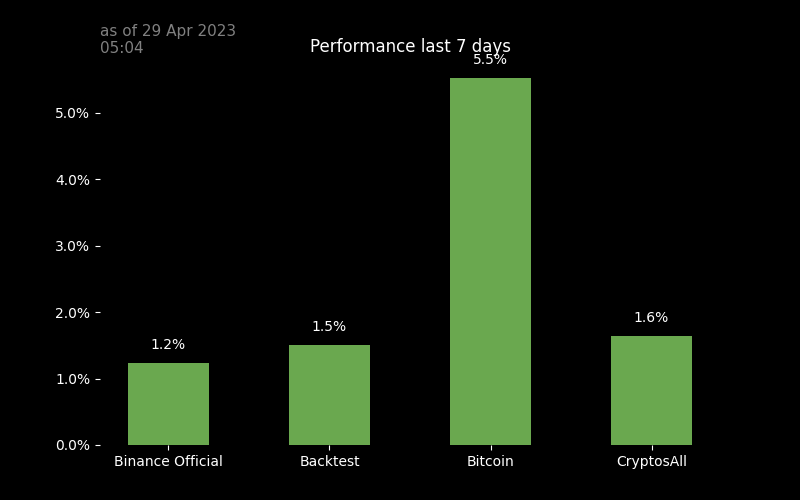 as of 29 Apr 2023
05:04
Performance last 7 days
5.5%
5.0%
4.0%
3.0%
2.0%
1.6%
1.5%
1.2%
1.0%
0.0%
Binance Official
Backtest
Bitcoin
CryptosAll